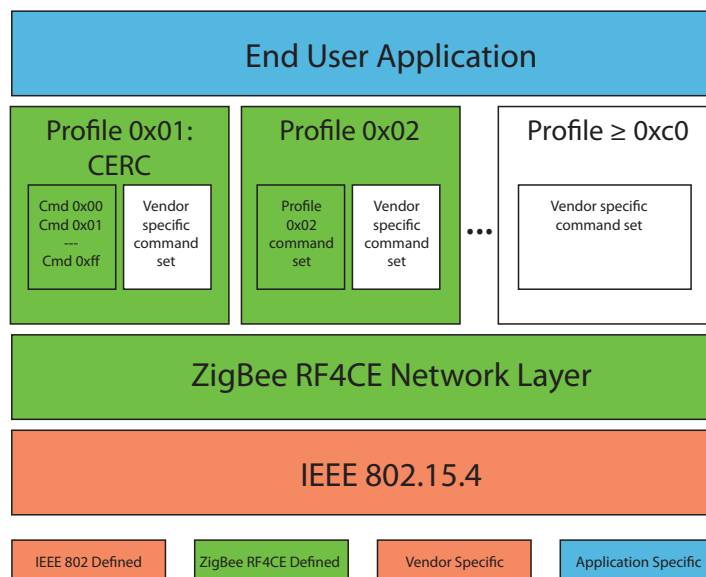 End User Application
Profile 0x01:
CERC
Cmd 0x00
Cmd 0x01
---
Cmd 0xff
Vendor
specific
command
set
Profile 0x02
Profile
0x02
command
set
Vendor
specific
command
set
...
Profile ≥ 0xc0
Vendor specific
command set
ZigBee RF4CE Network Layer
IEEE 802.15.4
IEEE 802 Defined
ZigBee RF4CE Defined
Vendor Specific
Application Specific